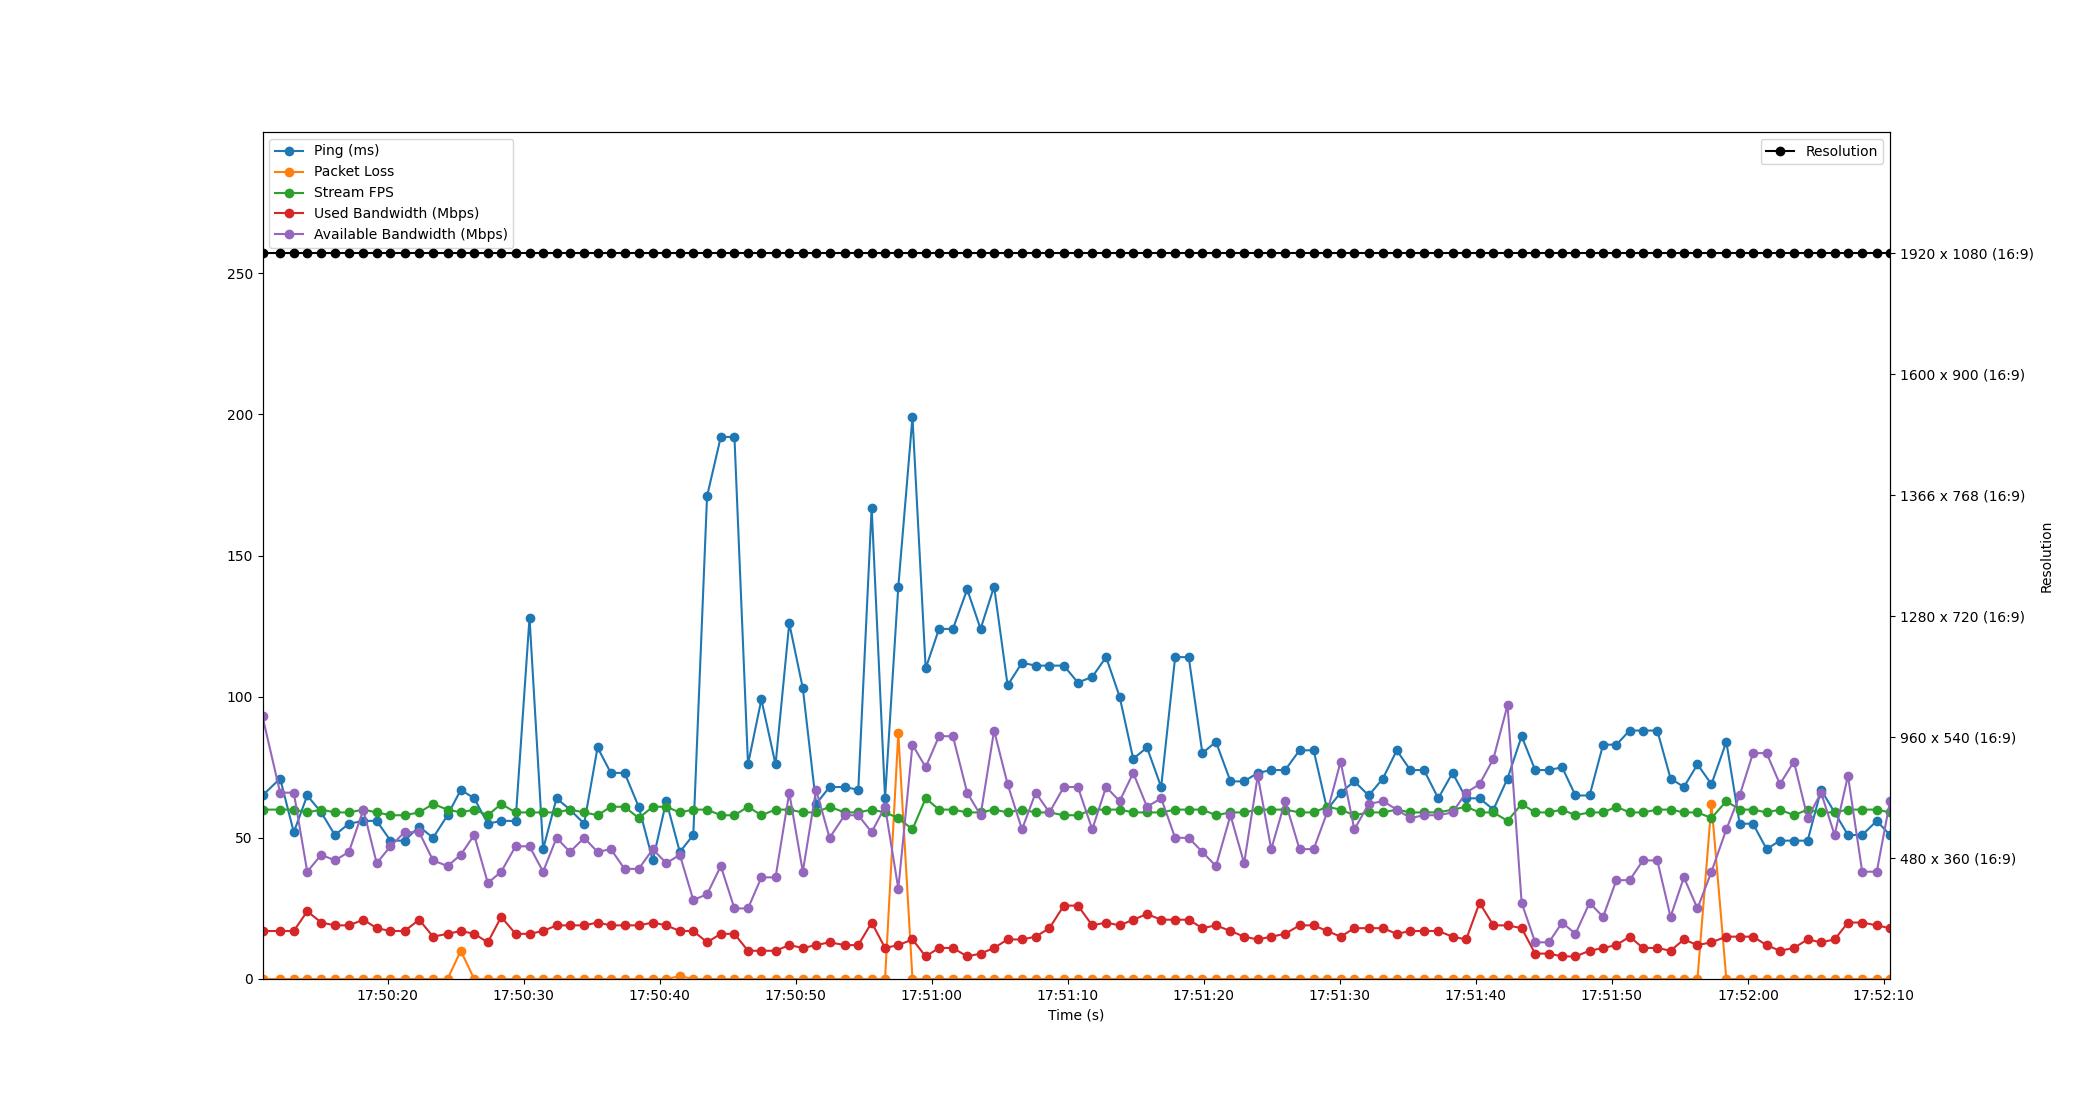 Ping (ms)
Packet Loss
Stream FPS
Used Bandwidth (Mbps)
Available Bandwidth (Mbps)
Resolution
250
200
150
100
50
0
1920 x 1080 (16:9)
1600 x 900 (16:9)
1366 x 768 (16:9)
1280 x 720 (16:9)
960 x 540 (16:9)
480 x 360 (16:9)
Resolution
17:50:20 17:50:30 17:50:40 17:50:50 17:51:00 17:51:10 17:51:20 17:51:30 17:51:40 17:51:50 17:52:00 17:52:10
Time (s)